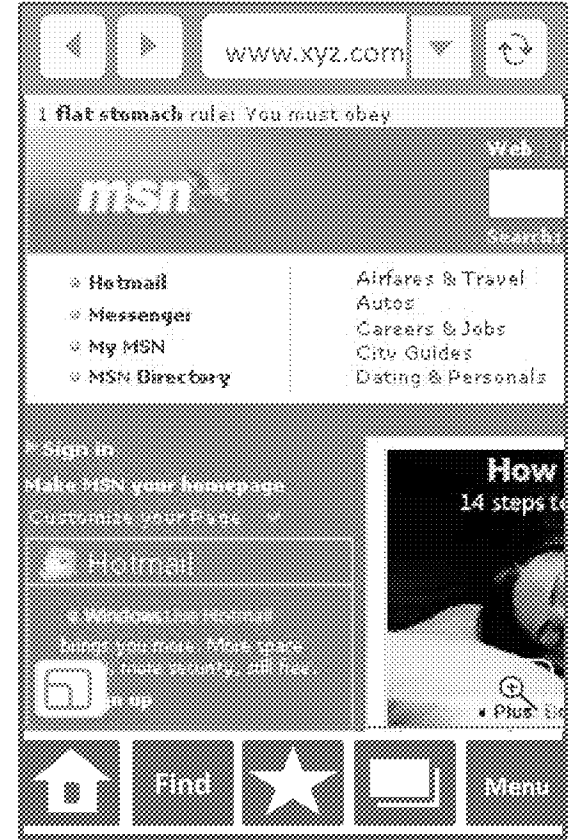 www.xyz.com
1 flat stomach rule: You must obey
Web
msn
Search
Hotmail
Messenger
My MSN
MSN Directory
Airfares & Travel
Autos
Careers & Jobs
City Guides
Dating & Personals
Sign in
Make MSN your homepage
Customize your Page
Hotmail
Windows
brings you more. More space,
more security, still free.
up
How
14 steps to
Plus:
Find
Menu